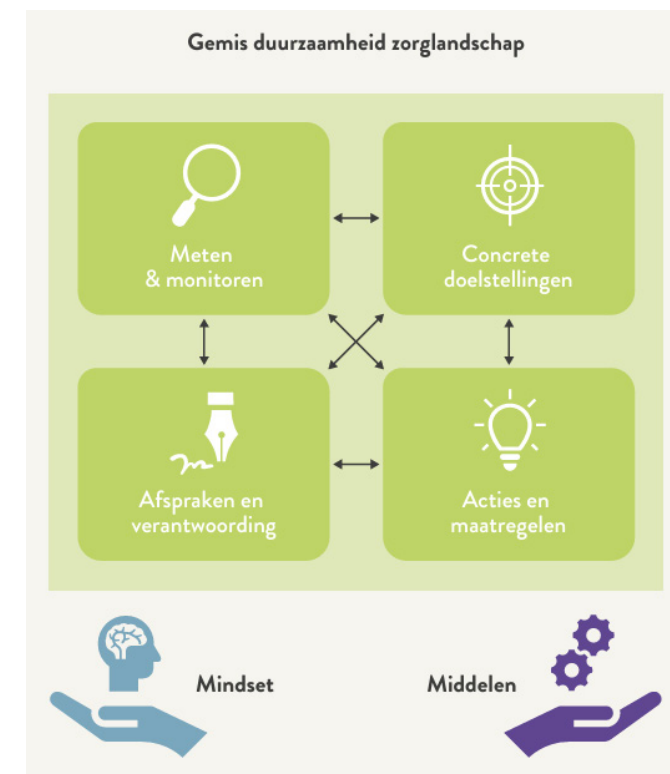 Gemis duurzaamheid zorglandschap
Meten
& monitoren
Concrete
doelstellingen
Afspraken en
verantwoording
Acties en
maatregelen
Mindset
Middelen